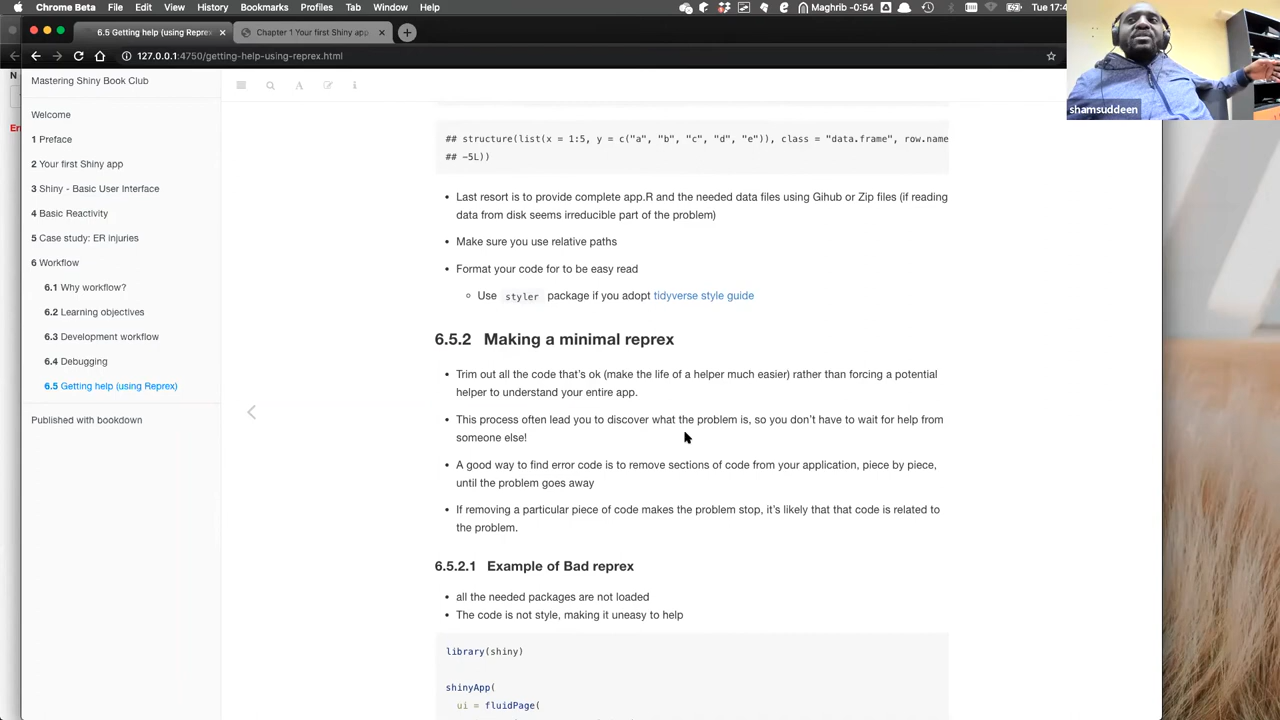 Chrome Beta File Edit View History Bookmarks Profiles Tab Window Help Maghrib -0:54 Tue 17:4
6.5 Getting help (using Repre
Chapter 1 Your first Shiny app
127.0.0.1:4750/getting-help-using-reprex.html
shamsuddeen
Mastering Shiny Book Club
Welcome
1 Preface
2 Your first Shiny app
3 Shiny - Basic User Interface
4 Basic Reactivity
5 Case study: ER injuries
6 Workflow
6.1 Why workflow?
6.2 Learning objectives
6.3 Development workflow
6.4 Debugging
6.5 Getting help (using Reprex)
Published with bookdown
## structure(list(x = 1:5, y = c("a", "b", "c", "d", "e")), class = "data.frame", row.name
## -5L))
Last resort is to provide complete app.R and the needed data files using Gihub or Zip files (if reading
data from disk seems irreducible part of the problem)
Make sure you use relative paths
Format your code for to be easy read
Use styler package if you adopt tidyverse style guide
6.5.2 Making a minimal reprex
Trim out all the code that's ok (make the life of a helper much easier) rather than forcing a potential
helper to understand your entire app.
This process often lead you to discover what the problem is, so you don't have to wait for help from
someone else!
A good way to find error code is to remove sections of code from your application, piece by piece,
until the problem goes away
If removing a particular piece of code makes the problem stop, it's likely that that code is related to
the problem.
6.5.2.1 Example of Bad reprex
all the needed packages are not loaded
The code is not style, making it uneasy to help
library(shiny)
shinyApp(
ui = fluidPage(